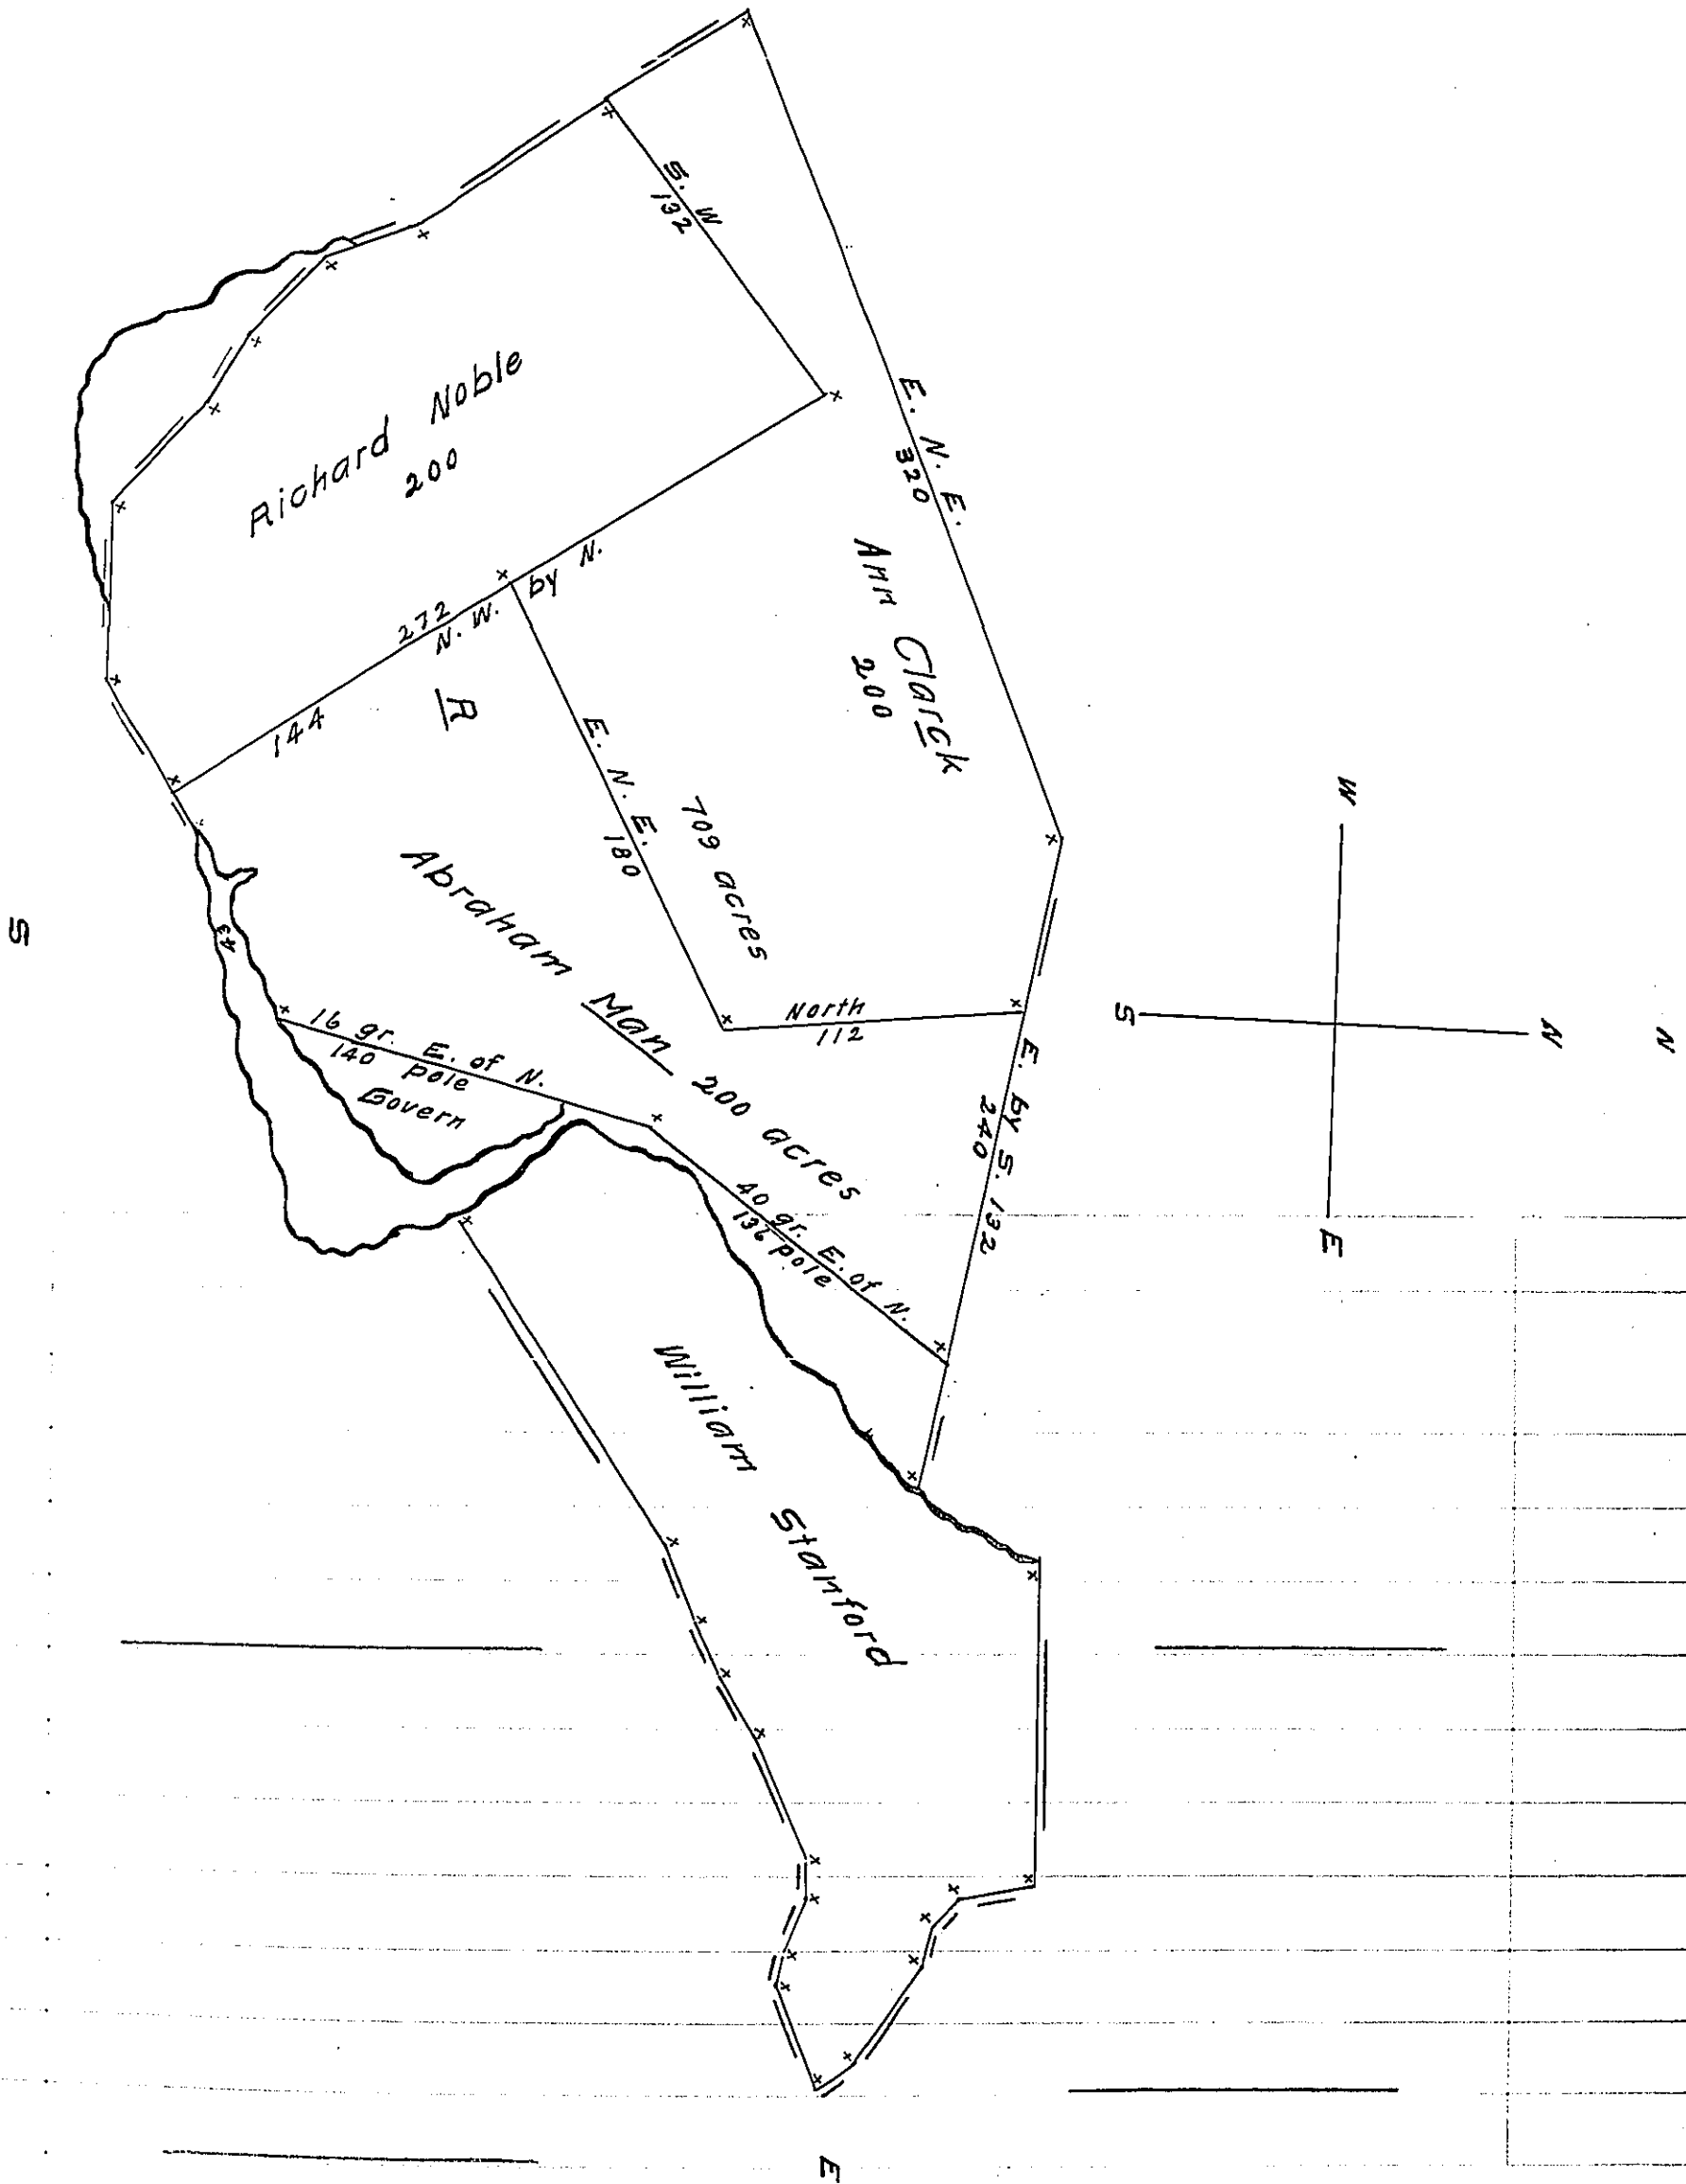 S. W
132
E. N. E.
320
Richard Noble
200
Ann Clarck
200
272
N. W. by N.
144
R
E. N. E.
180
709 acres
Abraham Man 200 acres
North
112
E. by S. 132
240
43
16 gr. E. of N.
140 pole
Govern
40 gr. E. of N.
136 pole
William Stanford
W
S
N
E
N
S
E